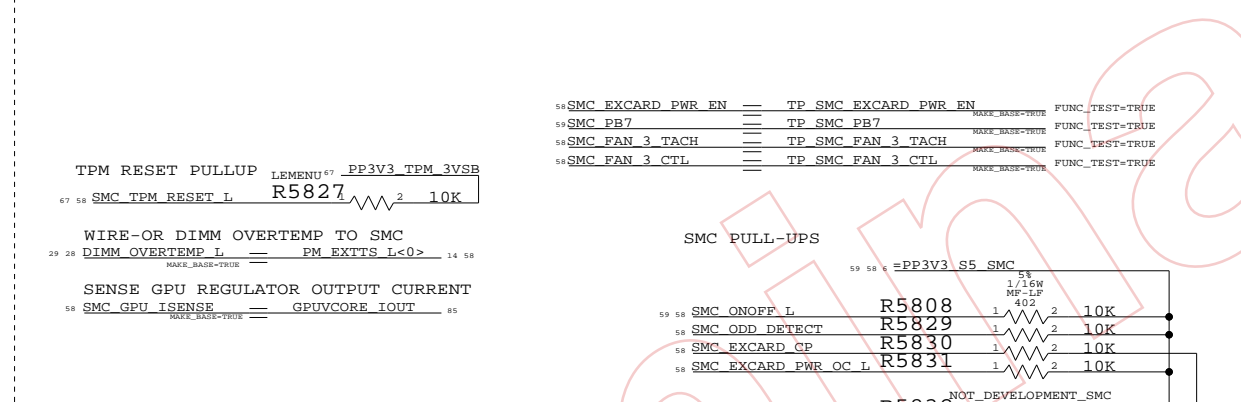 58 SMC_EXCARD_PWR_EN TP_SMC_EXCARD_PWR_EN MAKE_BASE=TRUE FUNC_TEST=TRUE
59 SMC_PB7 TP_SMC_PB7 MAKE_BASE=TRUE FUNC_TEST=TRUE
58 SMC_FAN_3_TACH TP_SMC_FAN_3_TACH MAKE_BASE=TRUE FUNC_TEST=TRUE
58 SMC_FAN_3_CTL TP_SMC_FAN_3_CTL MAKE_BASE=TRUE FUNC_TEST=TRUE
TPM RESET PULLUP LEMENU 67 PP3V3_TPM_3VSB
67 58 SMC_TPM_RESET_L R5827 1 2 10K
WIRE-OR DIMM OVERTEMP TO SMC
29 28 DIMM_OVERTEMP_L PM_EXTTS_L<0> 14 58
MAKE_BASE=TRUE
SENSE GPU REGULATOR OUTPUT CURRENT
58 SMC_GPU_ISENSE GPUVCORE_IOUT 85
MAKE_BASE=TRUE
SMC PULL-UPS
59 58 6 =PP3V3_S5_SMC
5%
1/16W
MF-LF
402
59 58 SMC_ONOFF_L R5808 1 2 10K
58 SMC_ODD_DETECT R5829 1 2 10K
58 SMC_EXCARD_CP R5830 1 2 10K
58 SMC_EXCARD_PWR_OC_L R5831 1 2 10K
NOT_DEVELOPMENT_SMC
ina